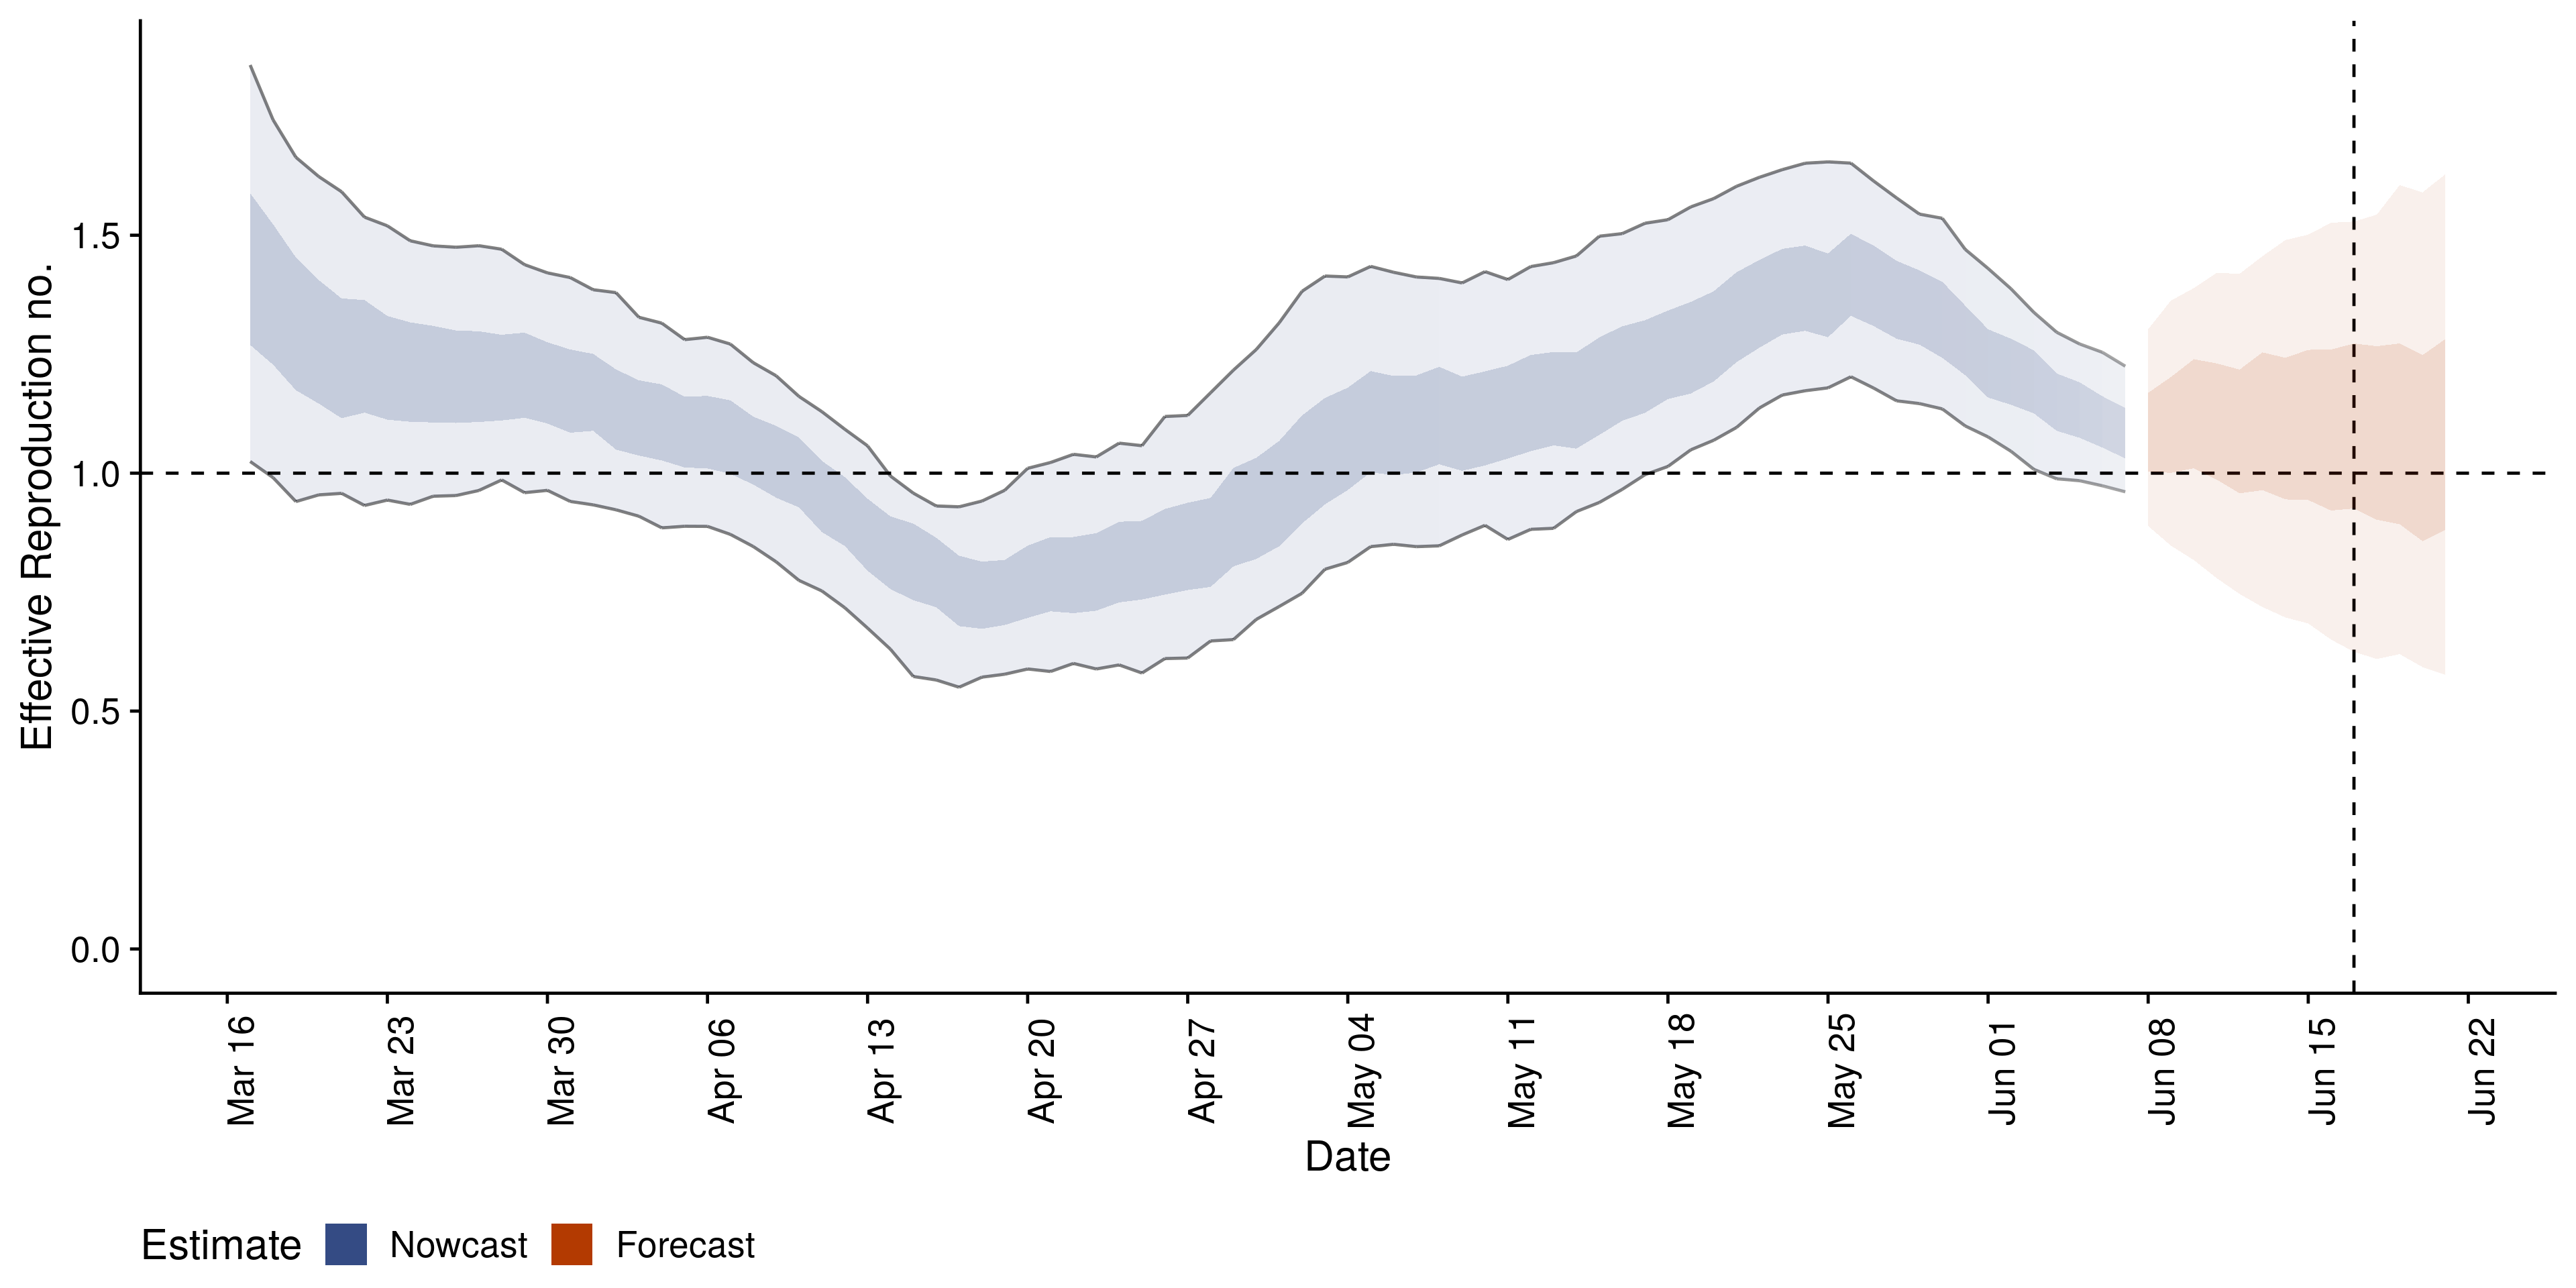 Effective Reproduction no.
1.5
1.0
0.5
0.0
Mar 16
Mar 23
Mar 30
Apr 06
Apr 13
Apr 20
Apr 27
May 04
May 11
May 18
May 25
Jun 01
Jun 08
Jun 15
Jun 22
Date
Estimate Nowcast Forecast